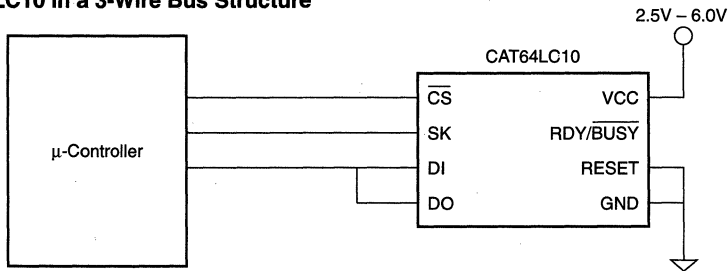 LC10 in a 3-Wire Bus Structure
2.5V – 6.0V
CAT64LC10
μ-Controller
CS
SK
DI
DO
VCC
RDY/BUSY
RESET
GND